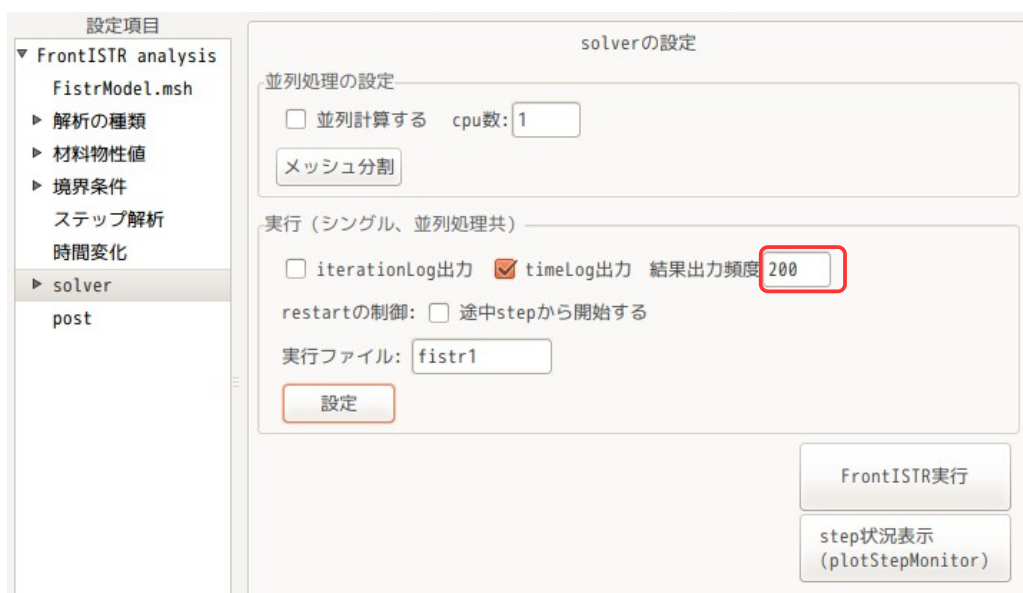 設定項目
FrontISTR analysis
FistrModel.msh
解析の種類
材料物性値
境界条件
ステップ解析
時間変化
solver
post
solverの設定
並列処理の設定
並列計算する cpu数: 1
メッシュ分割
実行（シングル、並列処理共）
iterationLog出力 timeLog出力 結果出力頻度 200
restartの制御: 途中stepから開始する
実行ファイル: fistr1
設定
FrontISTR実行
step状況表示
(plotStepMonitor)